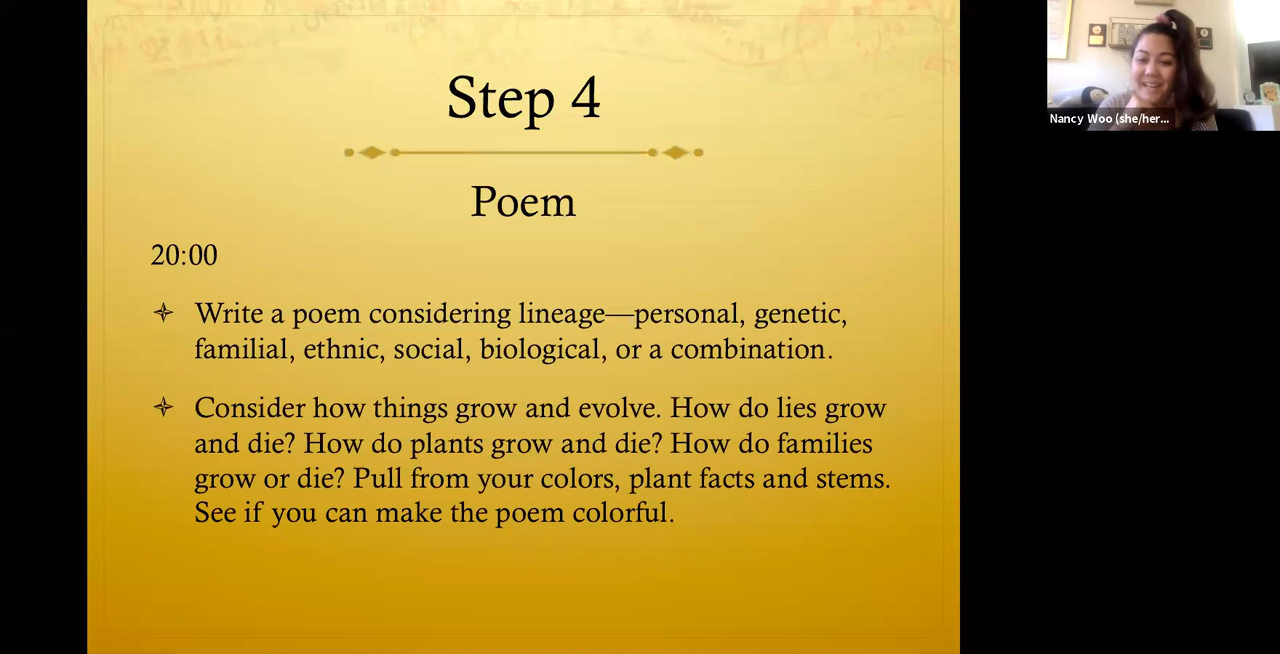 Step 4
Poem
20:00
Write a poem considering lineage—personal, genetic,
familial, ethnic, social, biological, or a combination.
Consider how things grow and evolve. How do lies grow
and die? How do plants grow and die? How do families
grow or die? Pull from your colors, plant facts and stems.
See if you can make the poem colorful.
Nancy Woo (she/her...